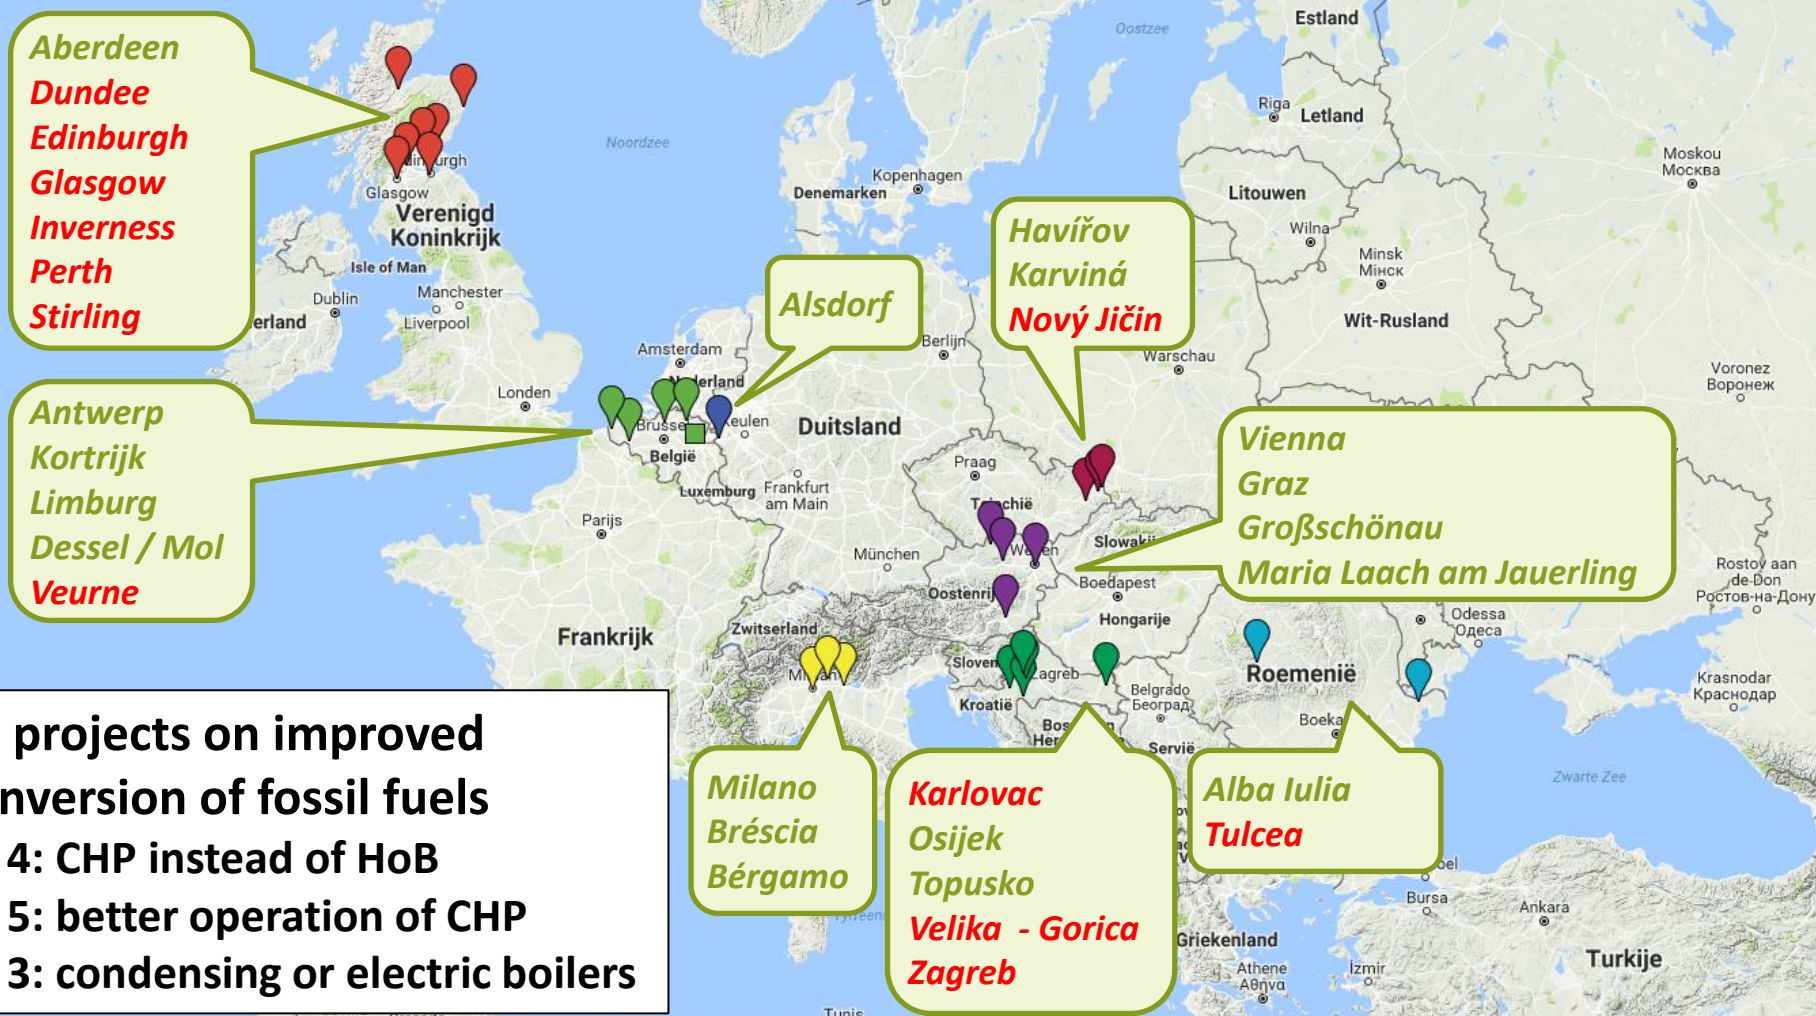 Aberdeen
Dundee
Edinburgh
Glasgow
Inverness
Perth
Stirling
Antwerp
Kortrijk
Limburg
Dessel / Mol
Veurne
Alsdorf
Havířov
Karviná
Nový Jičin
Vienna
Graz
Großschönau
Maria Laach am Jauerling
Milano
Bréscia
Bérgamo
Karlovac
Osijek
Topusko
Velika - Gorica
Zagreb
Alba Iulia
Tulcea
projects on improved
nversion of fossil fuels
4: CHP instead of HoB
5: better operation of CHP
3: condensing or electric boilers
Oostzee
Estland
Riga
Letland
Noordzee
Kopenhagen
Denemarken
Litouwen
Wilna
Minsk
Мінск
Moskou
Москва
Glasgow
Verenigd
Koninkrijk
Isle of Man
Dublin
Manchester
Liverpool
erland
Wit-Rusland
Amsterdam
Berlijn
Warschau
Voronez
Воронеж
Londen
Duitsland
België
Praag
Luxemburg
Frankfurt
am Main
Parijs
München
Boedapest
Hongarije
Rostov aan
de Don
Ростов-на-Дону
Odessa
Одеса
Frankrijk
Zwitserland
Zagreb
Kroatië
Belgrado
Београд
Servië
Roemenië
Krasnodar
Краснодар
Zwarte Zee
Bursa
Ankara
Griekenland
Athene
Αθήνα
İzmir
Turkije
Tunis